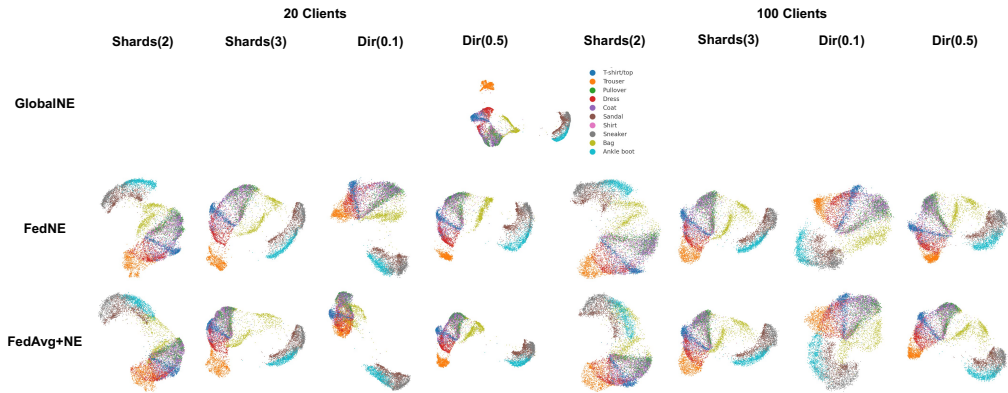 20 Clients 100 Clients
Shards(2) Shards(3) Dir(0.1) Dir(0.5) Shards(2) Shards(3) Dir(0.1) Dir(0.5)
GlobalNE
T-shirt/top
Trouser
Pullover
Dress
Coat
Sandal
Shirt
Sneaker
Bag
Ankle boot
FedNE
FedAvg+NE